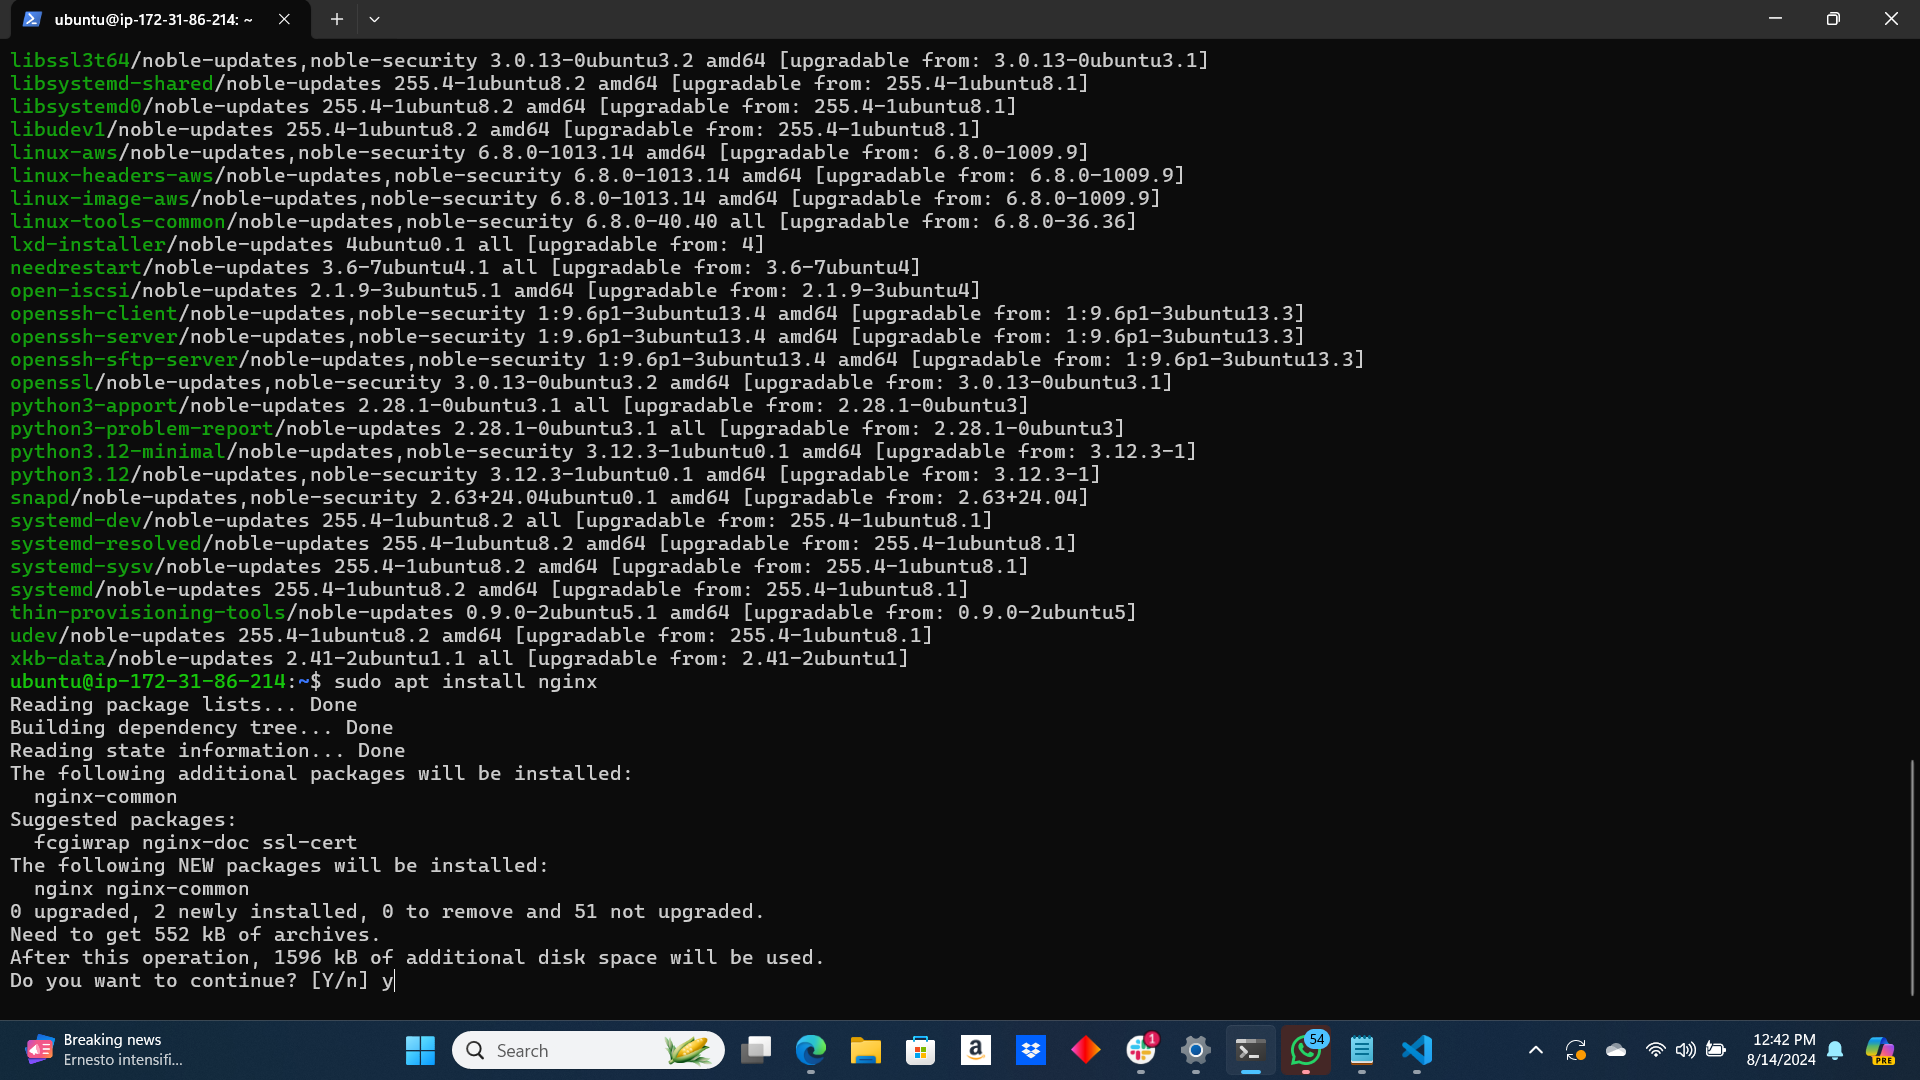 ubuntu@ip-172-31-86-214: ~
libssl3t64/noble-updates,noble-security 3.0.13-0ubuntu3.2 amd64 [upgradable from: 3.0.13-0ubuntu3.1]
libsystemd-shared/noble-updates 255.4-1ubuntu8.2 amd64 [upgradable from: 255.4-1ubuntu8.1]
libsystemd0/noble-updates 255.4-1ubuntu8.2 amd64 [upgradable from: 255.4-1ubuntu8.1]
libudev1/noble-updates 255.4-1ubuntu8.2 amd64 [upgradable from: 255.4-1ubuntu8.1]
linux-aws/noble-updates,noble-security 6.8.0-1013.14 amd64 [upgradable from: 6.8.0-1009.9]
linux-headers-aws/noble-updates,noble-security 6.8.0-1013.14 amd64 [upgradable from: 6.8.0-1009.9]
linux-image-aws/noble-updates,noble-security 6.8.0-1013.14 amd64 [upgradable from: 6.8.0-1009.9]
linux-tools-common/noble-updates,noble-security 6.8.0-40.40 all [upgradable from: 6.8.0-36.36]
lxd-installer/noble-updates 4ubuntu0.1 all [upgradable from: 4]
needrestart/noble-updates 3.6-7ubuntu4.1 all [upgradable from: 3.6-7ubuntu4]
open-iscsi/noble-updates 2.1.9-3ubuntu5.1 amd64 [upgradable from: 2.1.9-3ubuntu4]
openssh-client/noble-updates,noble-security 1:9.6p1-3ubuntu13.4 amd64 [upgradable from: 1:9.6p1-3ubuntu13.3]
openssh-server/noble-updates,noble-security 1:9.6p1-3ubuntu13.4 amd64 [upgradable from: 1:9.6p1-3ubuntu13.3]
openssh-sftp-server/noble-updates,noble-security 1:9.6p1-3ubuntu13.4 amd64 [upgradable from: 1:9.6p1-3ubuntu13.3]
openssl/noble-updates,noble-security 3.0.13-0ubuntu3.2 amd64 [upgradable from: 3.0.13-0ubuntu3.1]
python3-apport/noble-updates 2.28.1-0ubuntu3.1 all [upgradable from: 2.28.1-0ubuntu3]
python3-problem-report/noble-updates 2.28.1-0ubuntu3.1 all [upgradable from: 2.28.1-0ubuntu3]
python3.12-minimal/noble-updates,noble-security 3.12.3-1ubuntu0.1 amd64 [upgradable from: 3.12.3-1]
python3.12/noble-updates,noble-security 3.12.3-1ubuntu0.1 amd64 [upgradable from: 3.12.3-1]
snapd/noble-updates,noble-security 2.63+24.04ubuntu0.1 amd64 [upgradable from: 2.63+24.04]
systemd-dev/noble-updates 255.4-1ubuntu8.2 all [upgradable from: 255.4-1ubuntu8.1]
systemd-resolved/noble-updates 255.4-1ubuntu8.2 amd64 [upgradable from: 255.4-1ubuntu8.1]
systemd-sysv/noble-updates 255.4-1ubuntu8.2 amd64 [upgradable from: 255.4-1ubuntu8.1]
systemd/noble-updates 255.4-1ubuntu8.2 amd64 [upgradable from: 255.4-1ubuntu8.1]
thin-provisioning-tools/noble-updates 0.9.0-2ubuntu5.1 amd64 [upgradable from: 0.9.0-2ubuntu5]
udev/noble-updates 255.4-1ubuntu8.2 amd64 [upgradable from: 255.4-1ubuntu8.1]
xkb-data/noble-updates 2.41-2ubuntu1.1 all [upgradable from: 2.41-2ubuntu1]
ubuntu@ip-172-31-86-214:~$ sudo apt install nginx
Reading package lists... Done
Building dependency tree... Done
Reading state information... Done
The following additional packages will be installed:
  nginx-common
Suggested packages:
  fcgiwrap nginx-doc ssl-cert
The following NEW packages will be installed:
  nginx nginx-common
0 upgraded, 2 newly installed, 0 to remove and 51 not upgraded.
Need to get 552 kB of archives.
After this operation, 1596 kB of additional disk space will be used.
Do you want to continue? [Y/n] y
Breaking news
Ernesto intensifi...
Search
a
1
54
12:42 PM
8/14/2024
PRE